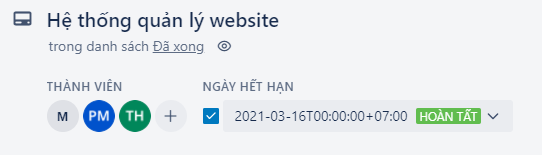 Hệ thống quản lý website
trong danh sách Đã xong
THÀNH VIÊN NGÀY HẾT HẠN
M PM TH + 2021-03-16T00:00:00+07:00 HOÀN TẤT